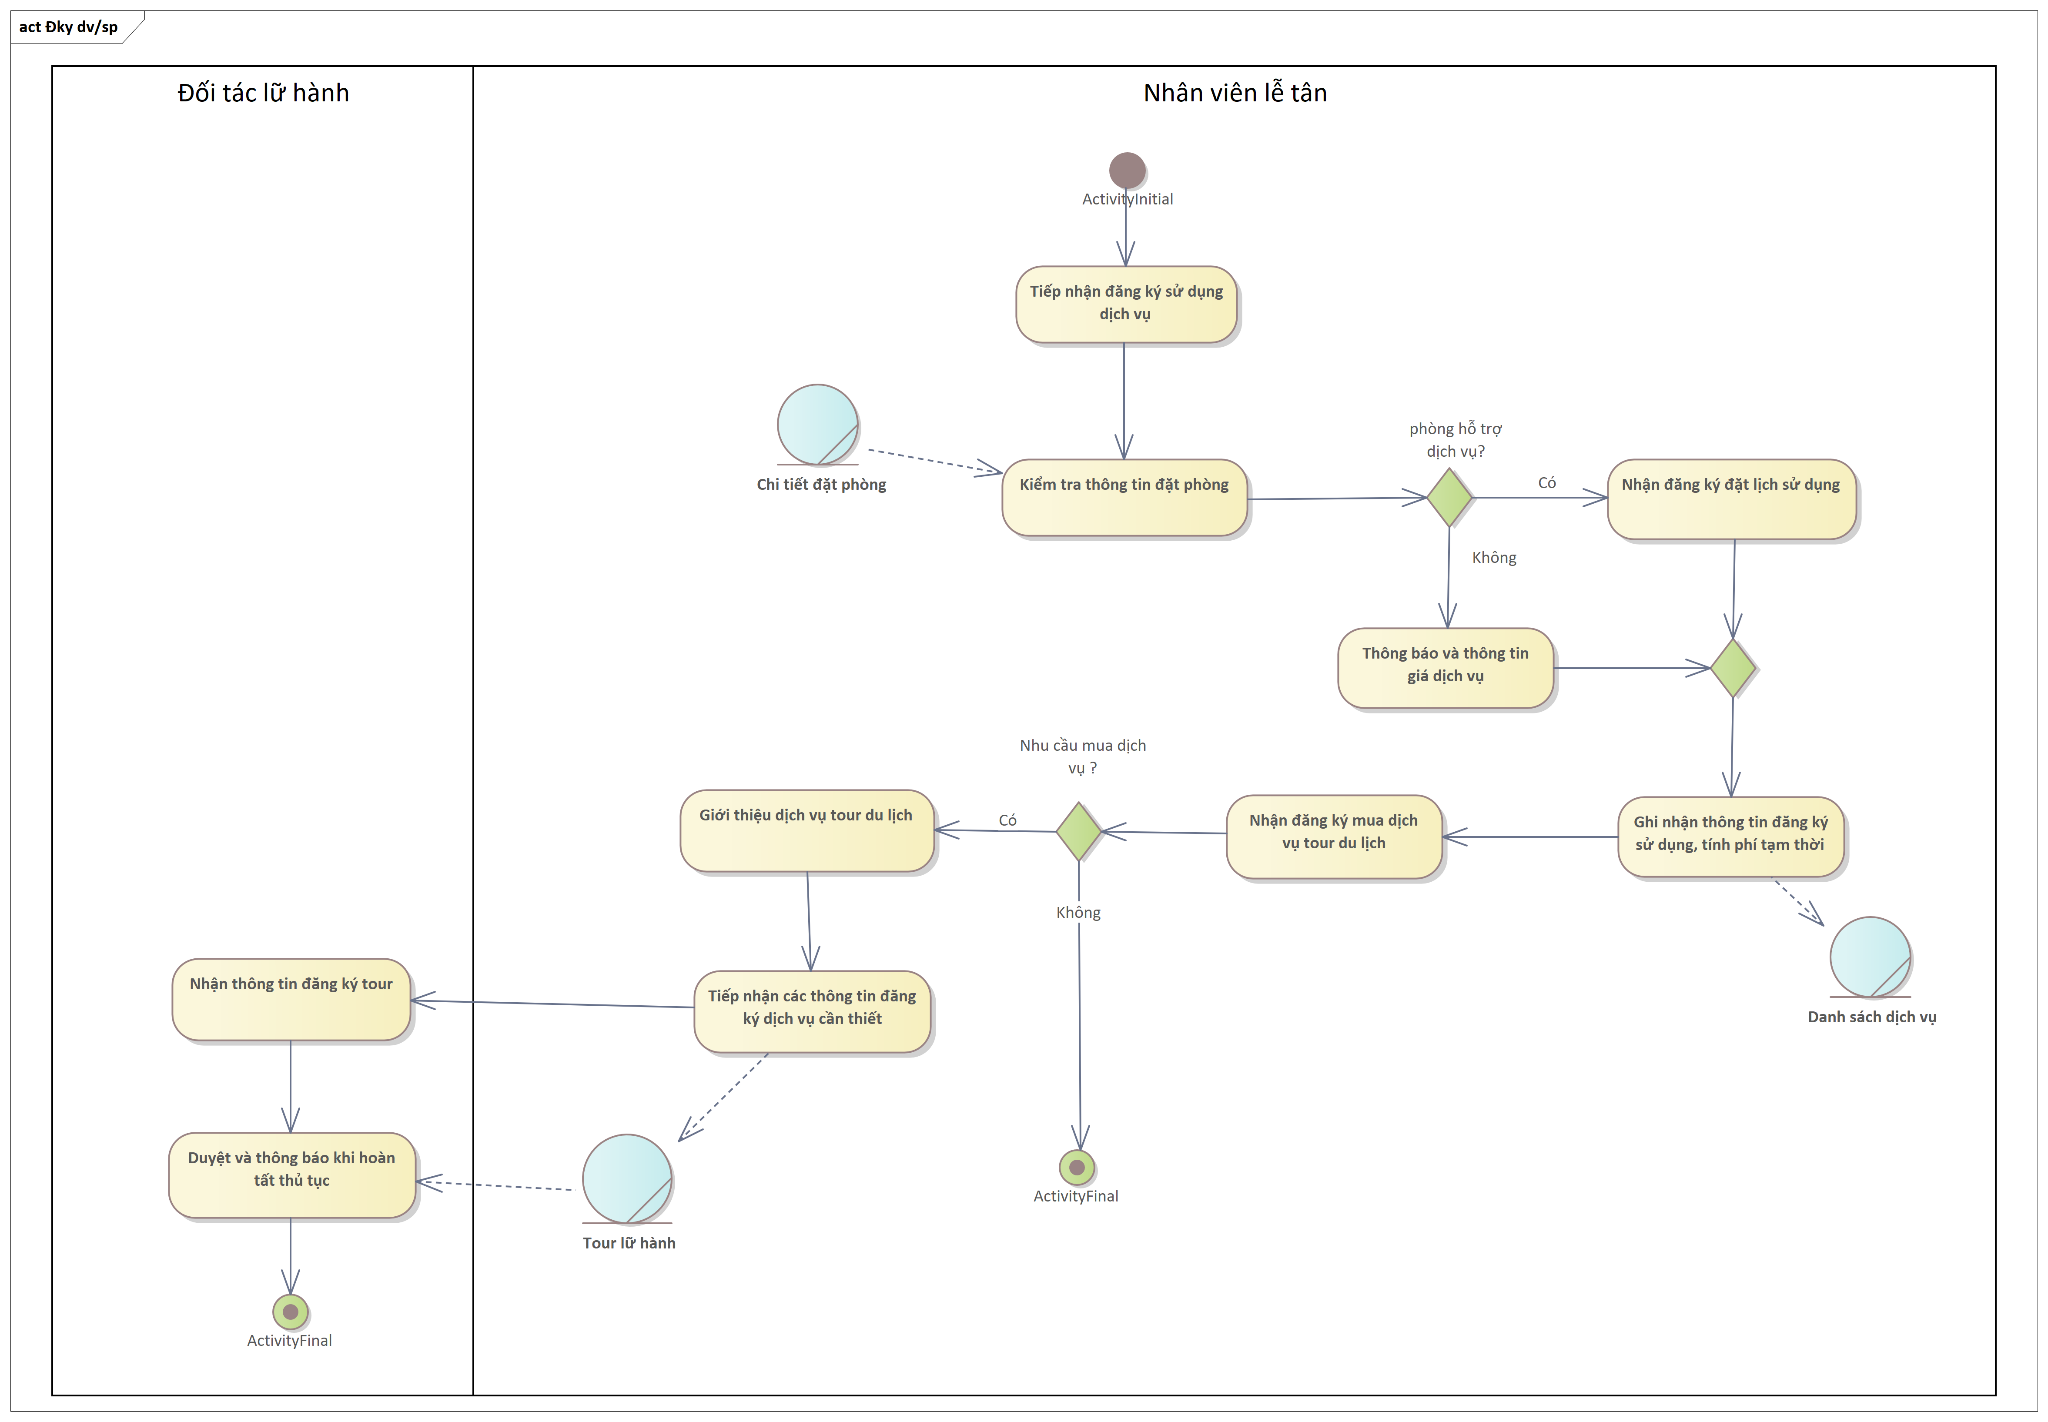 act Đky dv/sp
Đối tác lữ hành
Nhân viên lễ tân
ActivityInitial
Tiếp nhận đăng ký sử dụng
dịch vụ
Chi tiết đặt phòng
Kiểm tra thông tin đặt phòng
phòng hỗ trợ
dịch vụ?
Có
Nhận đăng ký đặt lịch sử dụng
Không
Thông báo và thông tin
giá dịch vụ
Nhu cầu mua dịch
vụ ?
Giới thiệu dịch vụ tour du lịch
Có
Nhận đăng ký mua dịch
vụ tour du lịch
Ghi nhận thông tin đăng ký
sử dụng, tính phí tạm thời
Không
Danh sách dịch vụ
Nhận thông tin đăng ký tour
Tiếp nhận các thông tin đăng
ký dịch vụ cần thiết
Duyệt và thông báo khi hoàn
tất thủ tục
Tour lữ hành
ActivityFinal
ActivityFinal